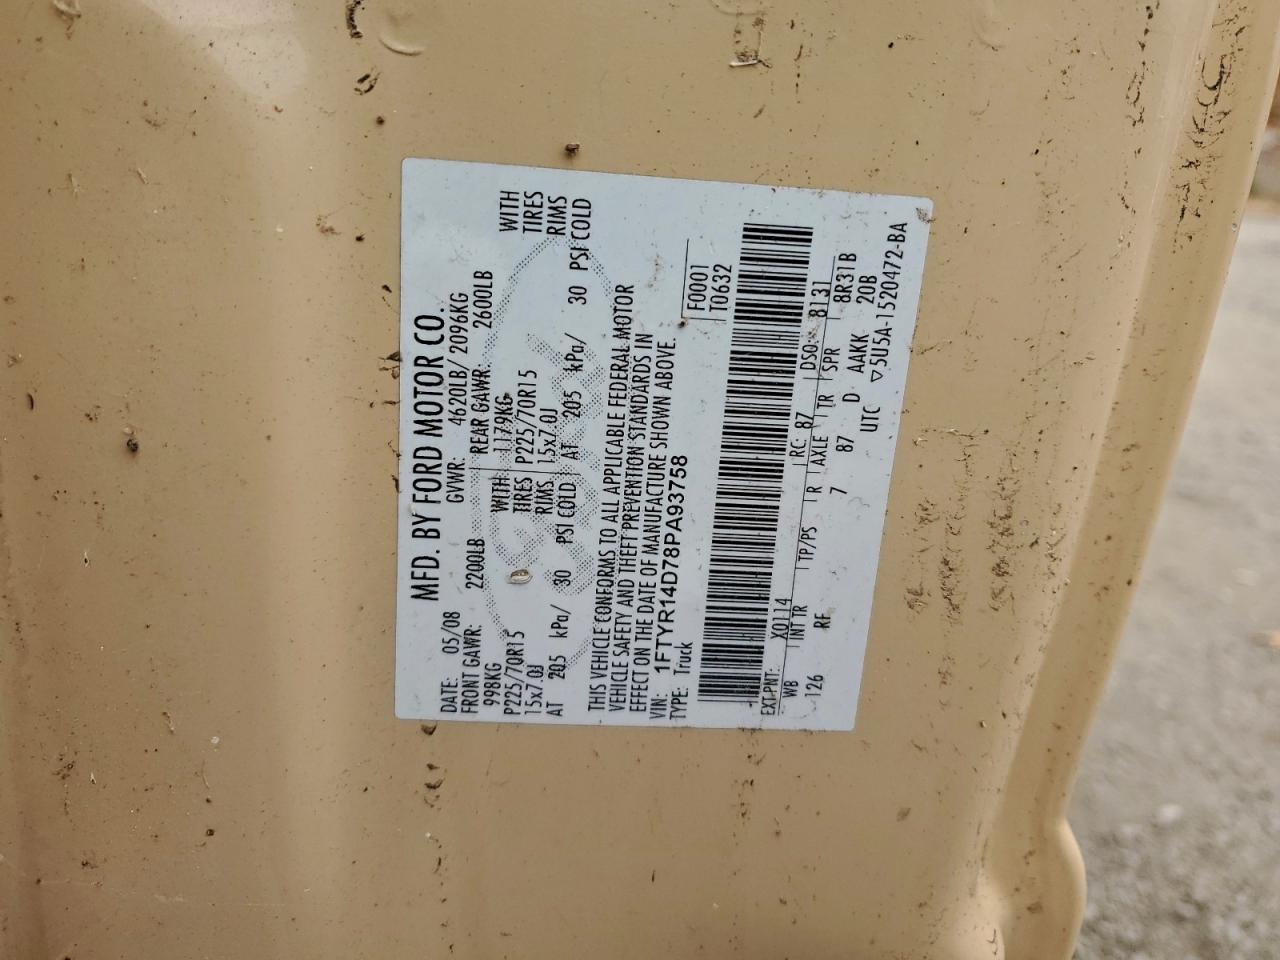 MFD. BY FORD MOTOR CO.
DATE: 05/08 GVWR: 4620LB/ 2096KG
FRONT GAWR: 2200LB REAR GAWR: 2600LB
998KG WITH 1179KG WITH
P225/70R15 TIRES P225/70R15 TIRES
15x7.0J RIMS 15x7.0J RIMS
AT 205 kPa/ 30 PSI COLD AT 205 kPa/ 30 PSI COLD
THIS VEHICLE CONFORMS TO ALL APPLICABLE FEDERAL MOTOR
VEHICLE SAFETY AND THEFT PREVENTION STANDARDS IN
EFFECT ON THE DATE OF MANUFACTURE SHOWN ABOVE.
VIN: 1FTYR14D78PA93758 F0001
TYPE: Truck T0632
EXT PNT: X0114 RC: 87 DSO: 8131
WB INT TR TP/PS R AXLE TR SPR
126 RF 7 87 D AAKK 8R31B
20B
UTC ▽5U5A-1520472-BA